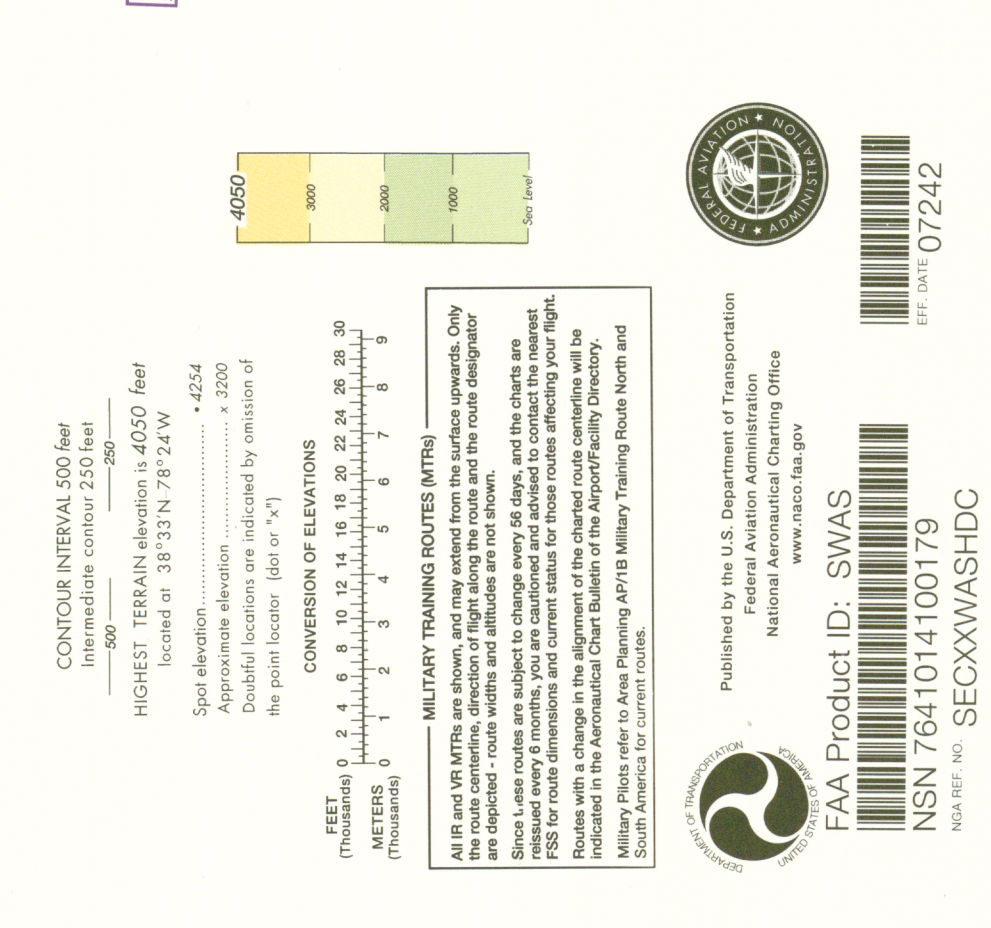 CONTOUR INTERVAL 500 feet
Intermediate contour 250 feet
500 250
HIGHEST TERRAIN elevation is 4050 feet
located at 38°33'N-78°24'W
Spot elevation........................... • 4254
Approximate elevation ..................... x 3200
Doubtful locations are indicated by omission of
the point locator (dot or "x")
4050
3000
2000
1000
Sea Level
CONVERSION OF ELEVATIONS
FEET
(Thousands)
0 2 4 6 8 10 12 14 16 18 20 22 24 26 28 30
METERS
(Thousands)
0 1 2 3 4 5 6 7 8 9
MILITARY TRAINING ROUTES (MTRs)
All IR and VR MTRs are shown, and may extend from the surface upwards. Only
the route centerline, direction of flight along the route and the route designator
are depicted - route widths and altitudes are not shown.
Since these routes are subject to change every 56 days, and the charts are
reissued every 6 months, you are cautioned and advised to contact the nearest
FSS for route dimensions and current status for those routes affecting your flight.
Routes with a change in the alignment of the charted route centerline will be
indicated in the Aeronautical Chart Bulletin of the Airport/Facility Directory.
Military Pilots refer to Area Planning AP/1B Military Training Route North and
South America for current routes.
DEPARTMENT OF TRANSPORTATION
UNITED STATES OF AMERICA
Published by the U.S. Department of Transportation
Federal Aviation Administration
National Aeronautical Charting Office
www.naco.faa.gov
FEDERAL AVIATION
ADMINISTRATION
FAA Product ID: SWAS
NSN 7641014100179
NGA REF. NO. SECXXWASHDC
EFF. DATE 07242